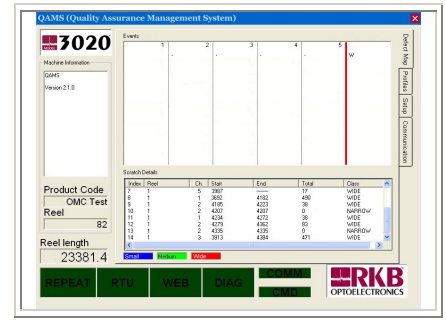 QAMS (Quality Assurance Management System)
3020
Machine Information
QAMS
Version 2.1.0
Product Code
OMC Test
Reel
82
Reel length
23381.4
Events
1 2 3 4 5
W
Defect Map
Profiles
Setup
Communication
Scratch Details
Index Reel Ch. Start End Total Class
7 1 5 3987 —— 17 WIDE
8 1 1 3692 4182 490 WIDE
9 1 2 4185 4223 38 WIDE
10 1 2 4207 4207 0 NARROW
11 1 1 4234 4272 38 WIDE
12 1 2 4279 4362 83 WIDE
13 1 2 4335 4335 0 NARROW
14 1 3 3913 4384 471 WIDE
Small Medium Wide
REPEAT RTU WEB DIAG COMM
CMD
RKB
OPTOELECTRONICS